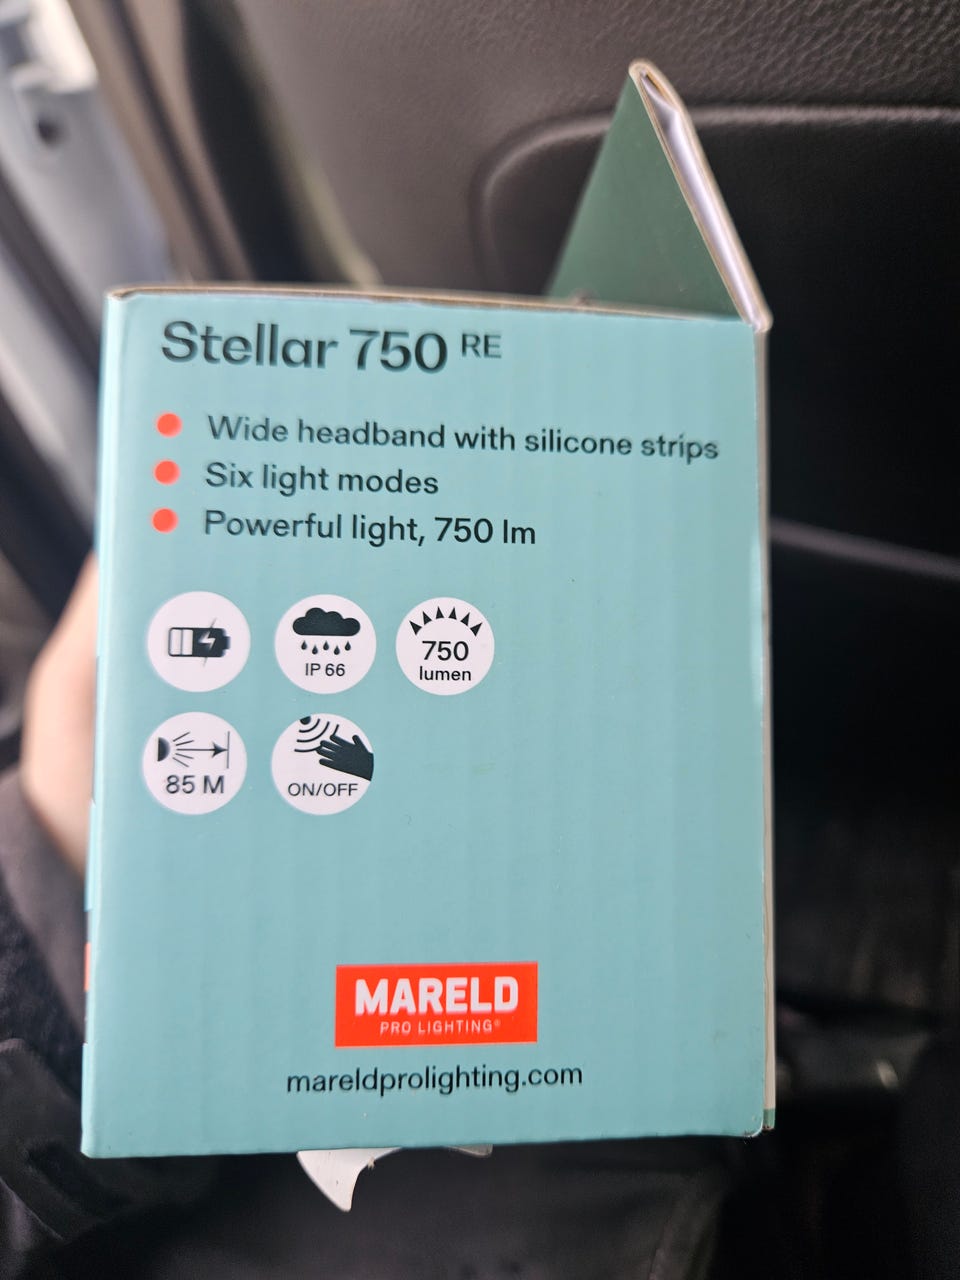 Stellar 750 RE
Wide headband with silicone strips
Six light modes
Powerful light, 750 lm
IP 66
750
lumen
85 M
ON/OFF
MARELD
PRO LIGHTING®
mareldprolighting.com